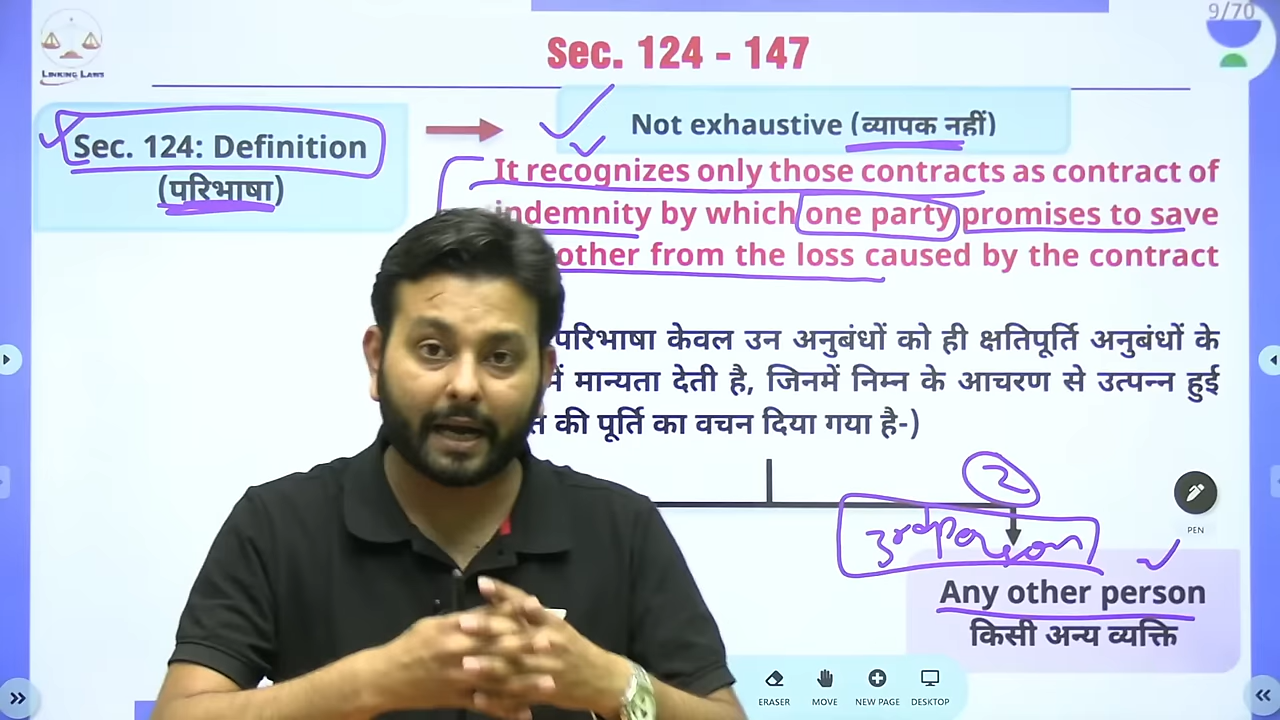 9/70
LINKING LAWS
Sec. 124 - 147
Sec. 124: Definition
(परिभाषा)
Not exhaustive (व्यापक नहीं)
It recognizes only those contracts as contract of
indemnity by which one party promises to save
other from the loss caused by the contract
परिभाषा केवल उन अनुबंधों को ही क्षतिपूर्ति अनुबंधों के
में मान्यता देती है, जिनमें निम्न के आचरण से उत्पन्न हुई
की पूर्ति का वचन दिया गया है-)
2
3rd person
PEN
Any other person
किसी अन्य व्यक्ति
ERASER MOVE NEW PAGE DESKTOP